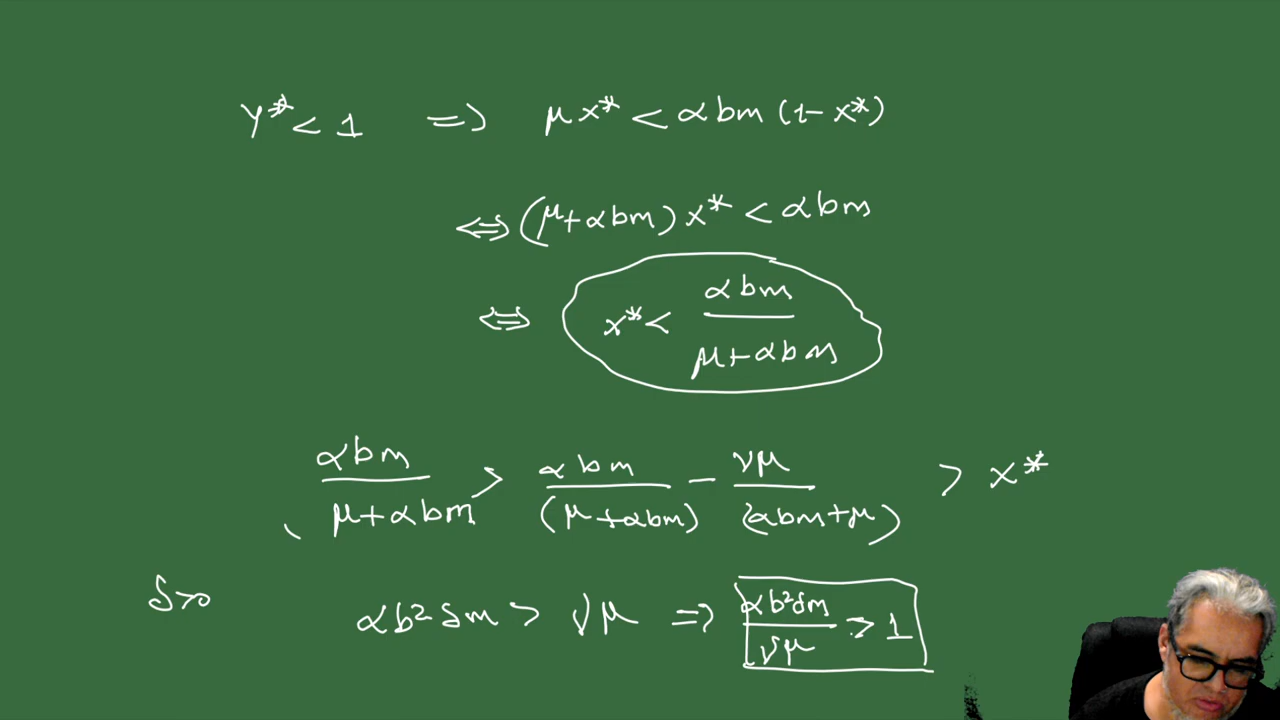 y* < 1 => μx* < αbm (1 - x*)
<=> (μ + αbm) x* < αbm
<=> x* < αbm / μ + αbm
αbm / μ + αbm > αbm / (μ + αbm) - νμ / (αbm + μ) > x*
δ>0
αb²δm > νμ => αb²δm / νμ > 1